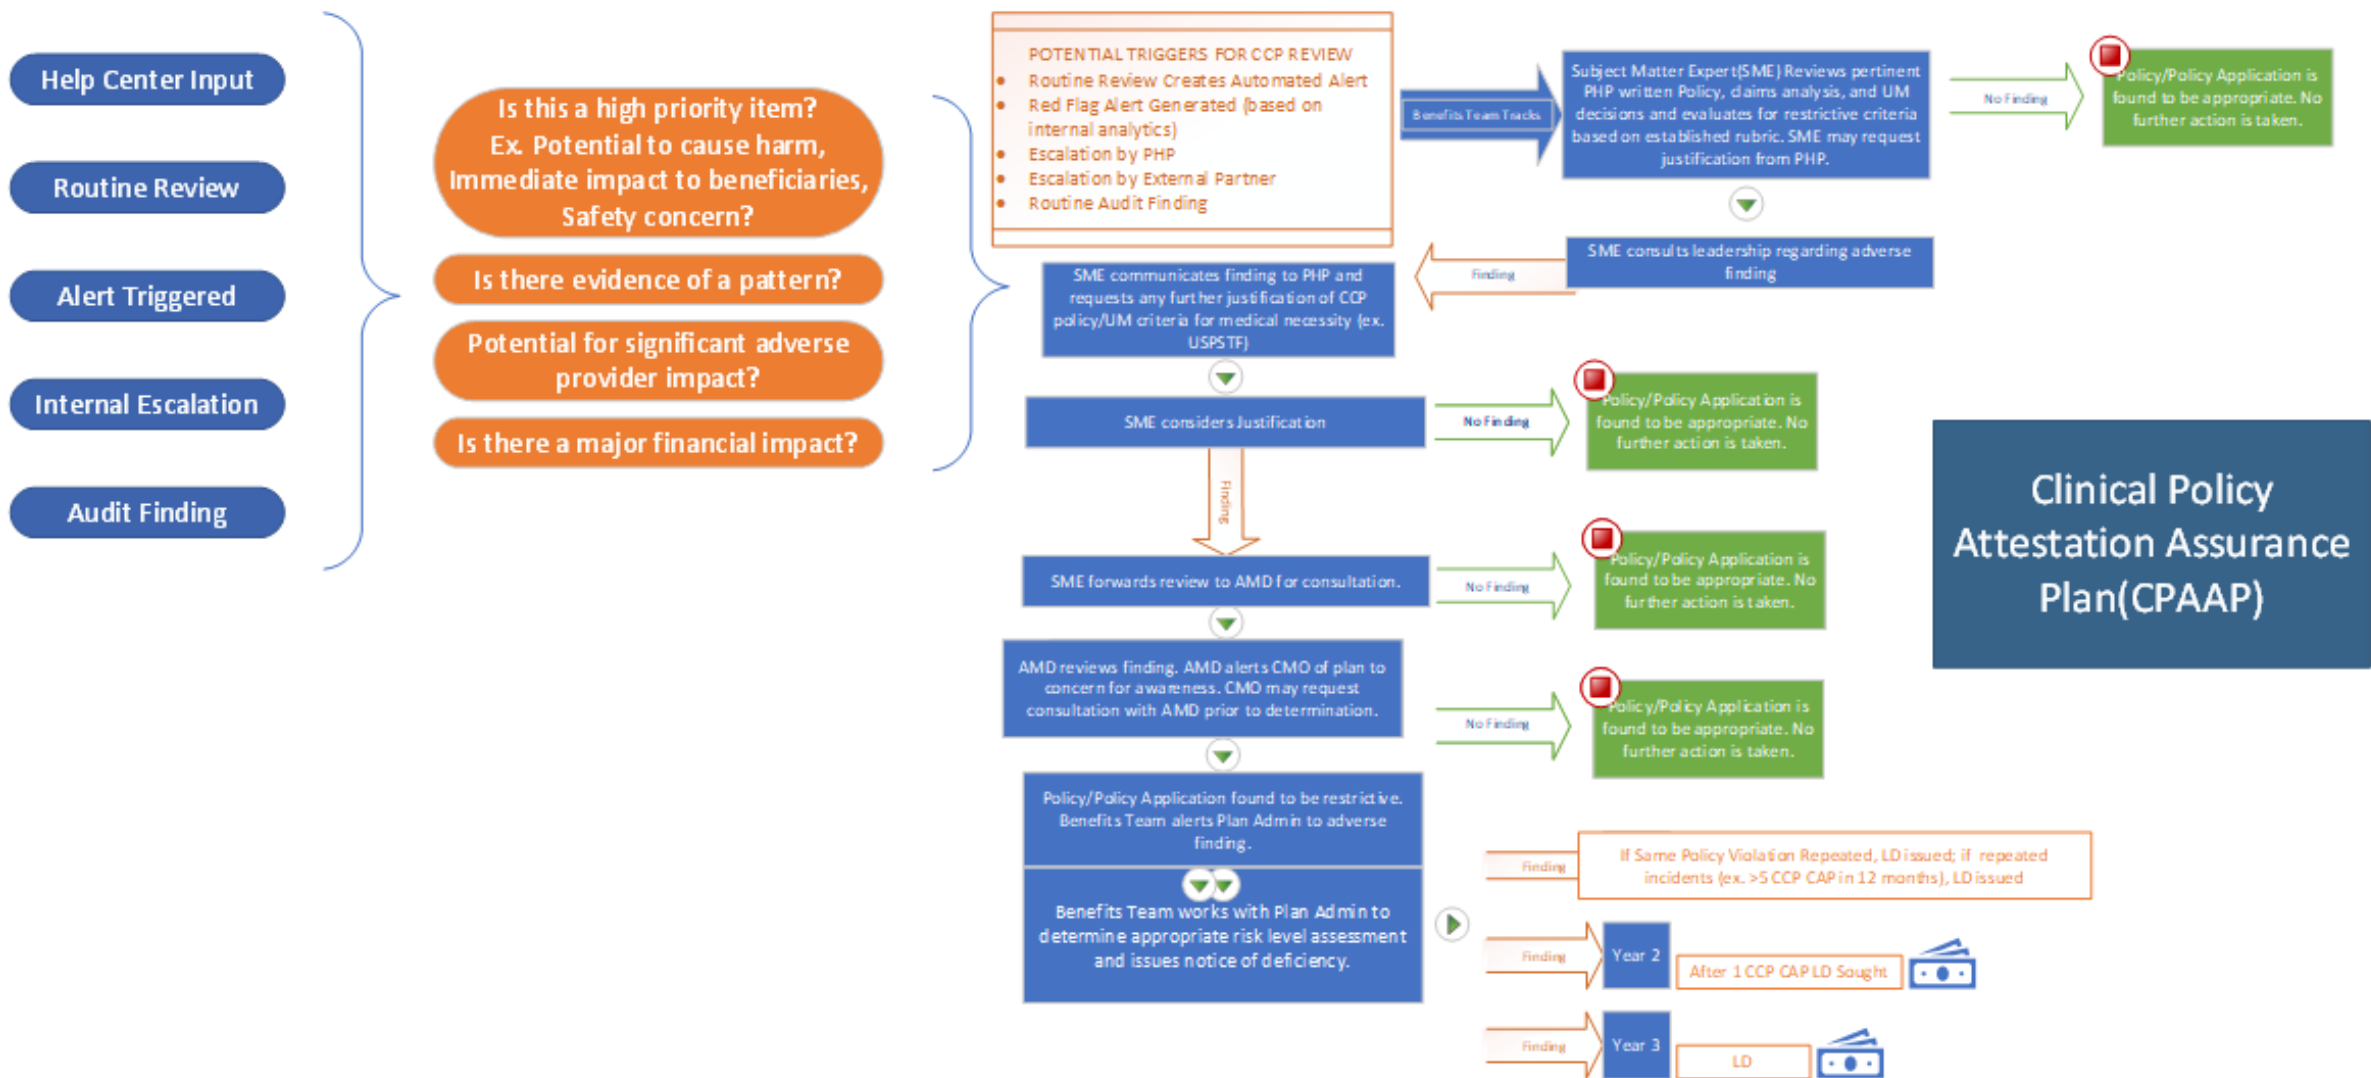 Help Center Input
Routine Review
Alert Triggered
Internal Escalation
Audit Finding
Is this a high priority item?
Ex. Potential to cause harm,
Immediate impact to beneficiaries,
Safety concern?
Is there evidence of a pattern?
Potential for significant adverse
provider impact?
Is there a major financial impact?
POTENTIAL TRIGGERS FOR CCP REVIEW
● Routine Review Creates Automated Alert
● Red Flag Alert Generated (based on
internal analytics)
● Escalation by PHP
● Escalation by External Partner
● Routine Audit Finding
Benefits Team Tracks
Subject Matter Expert(SME) Reviews pertinent
PHP written Policy, claims analysis, and UM
decisions and evaluates for restrictive criteria
based on established rubric. SME may request
justification from PHP.
No Finding
Policy/Policy Application is
found to be appropriate. No
further action is taken.
SME consults leadership regarding adverse
finding
Finding
SME communicates finding to PHP and
requests any further justification of CCP
policy/UM criteria for medical necessity (ex.
USPSTF)
SME considers Justification
No Finding
Policy/Policy Application is
found to be appropriate. No
further action is taken.
Finding
SME forwards review to AMD for consultation.
No Finding
Policy/Policy Application is
found to be appropriate. No
further action is taken.
AMD reviews finding. AMD alerts CMO of plan to
concern for awareness. CMO may request
consultation with AMD prior to determination.
No Finding
Policy/Policy Application is
found to be appropriate. No
further action is taken.
Policy/Policy Application found to be restrictive.
Benefits Team alerts Plan Admin to adverse
finding.
Benefits Team works with Plan Admin to
determine appropriate risk level assessment
and issues notice of deficiency.
Finding
If Same Policy Violation Repeated, LD issued; if repeated
incidents (ex. >5 CCP CAP in 12 months), LD issued
Finding
Year 2
After 1 CCP CAP LD Sought
Finding
Year 3
LD
Clinical Policy
Attestation Assurance
Plan(CPAAP)